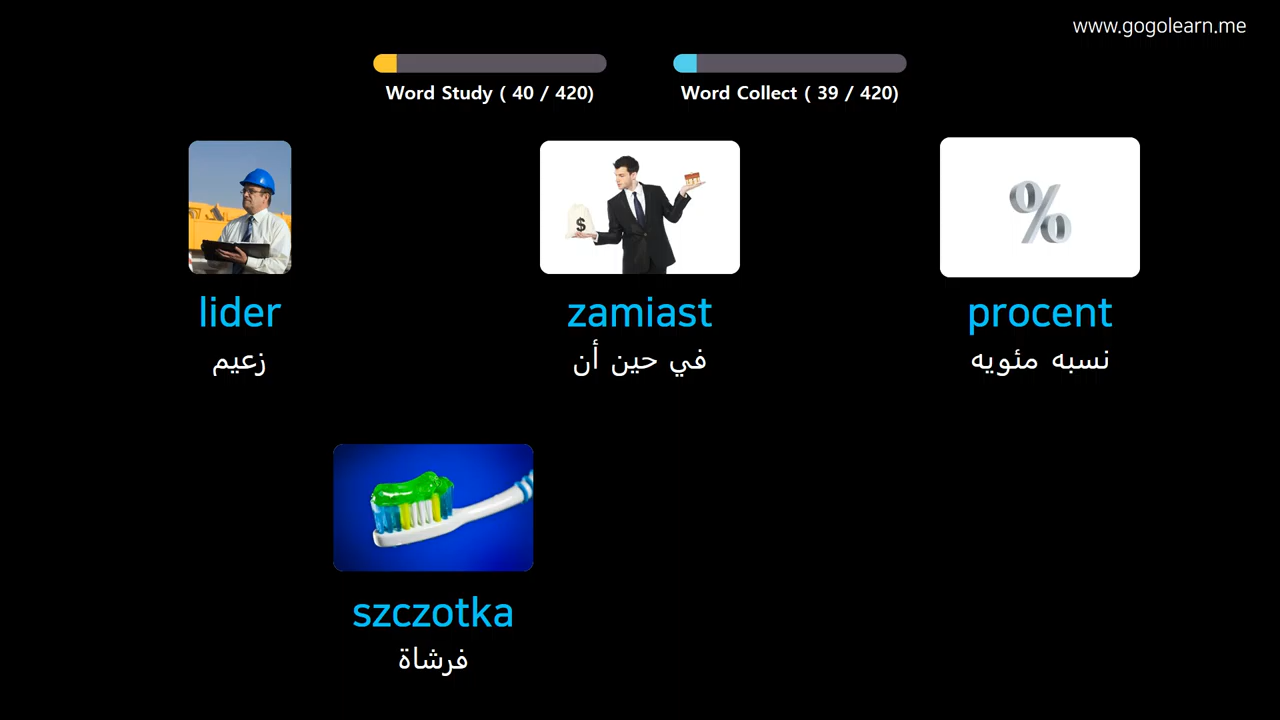 www.gogolearn.me
Word Study ( 40 / 420)
Word Collect ( 39 / 420)
$
%
lider
زعيم
zamiast
في حين أن
procent
نسبه مئويه
szczotka
فرشاة